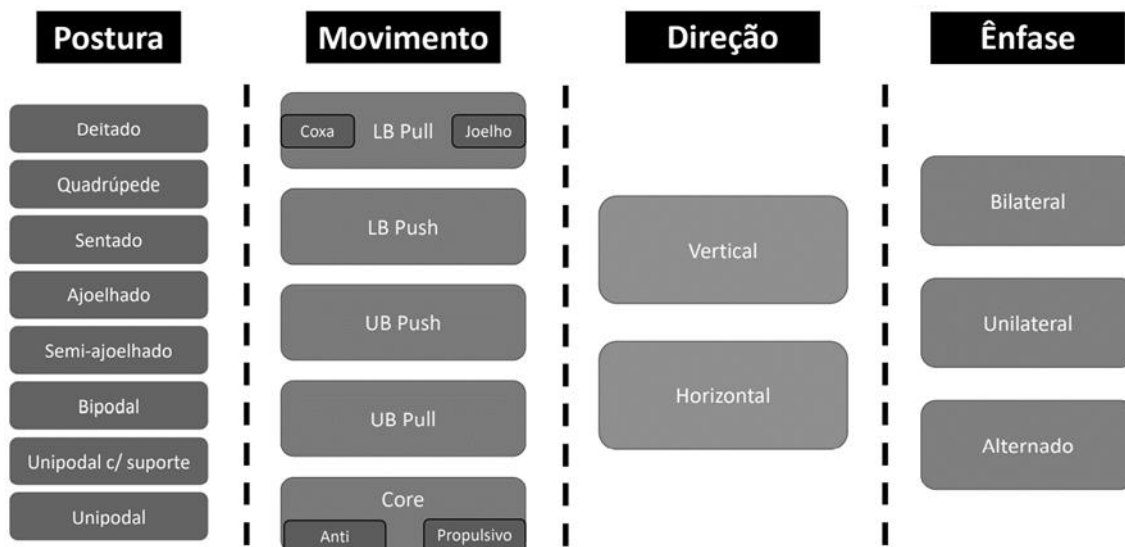 Postura
Deitado
Quadrúpede
Sentado
Ajoelhado
Semi-ajoelhado
Bipodal
Unipodal c/ suporte
Unipodal
Movimento
Coxa LB Pull Joelho
LB Push
UB Push
UB Pull
Core
Anti Propulsivo
Direção
Vertical
Horizontal
Ênfase
Bilateral
Unilateral
Alternado